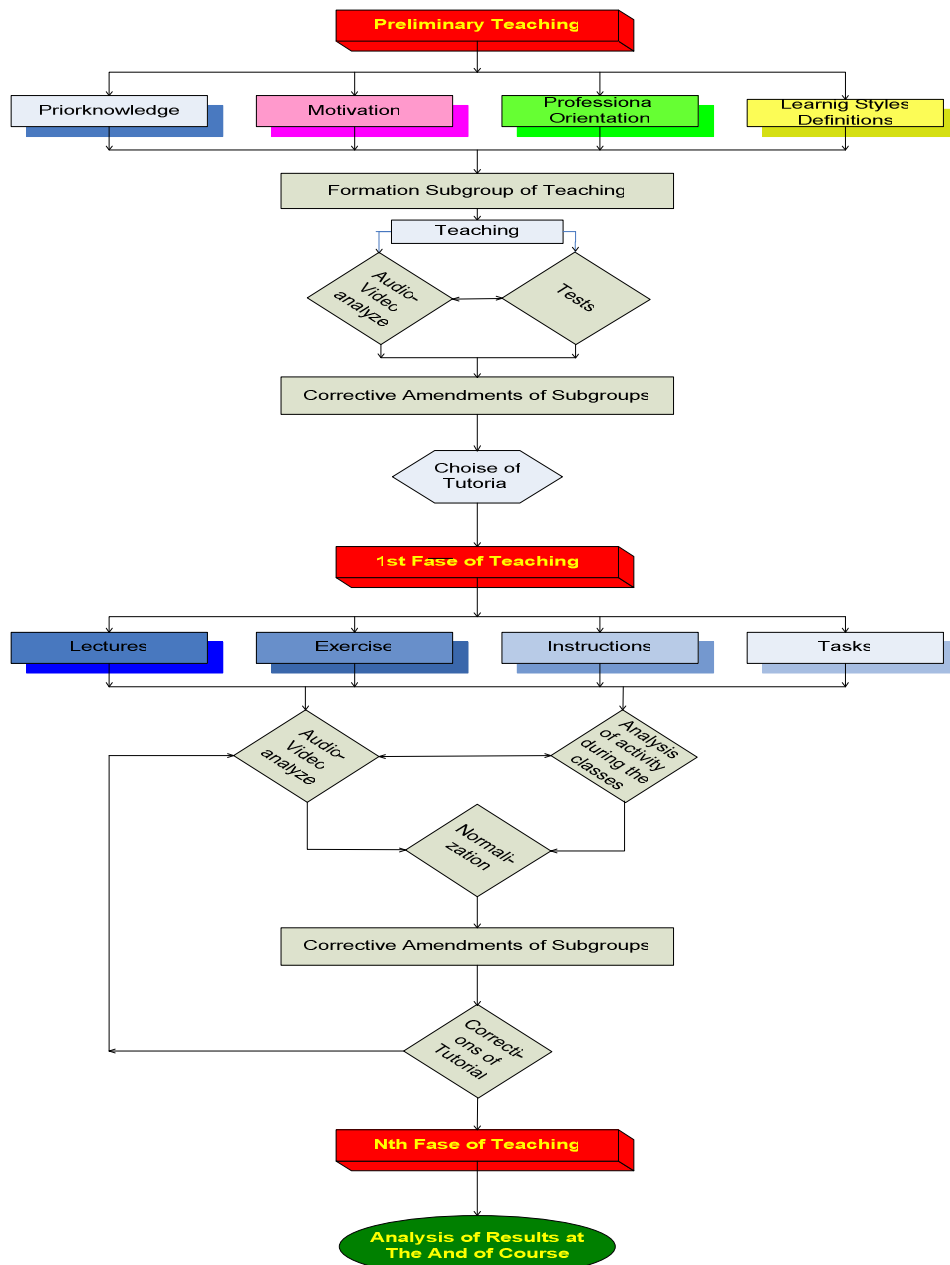 Preliminary Teaching
Priorknowledge
Motivation
Professiona
Orientation
Learnig Styles
Definitions
Formation Subgroup of Teaching
Teaching
Audio-
Video
analyze
Tests
Corrective Amendments of Subgroups
Choise of
Tutoria
1st Fase of Teaching
Lectures
Exercise
Instructions
Tasks
Audio-
Video
analyze
Analysis
of activity
during the
classes
Normali-
zation
Corrective Amendments of Subgroups
Correcti-
ons of
Tutorial
Nth Fase of Teaching
Analysis of Results at
The And of Course